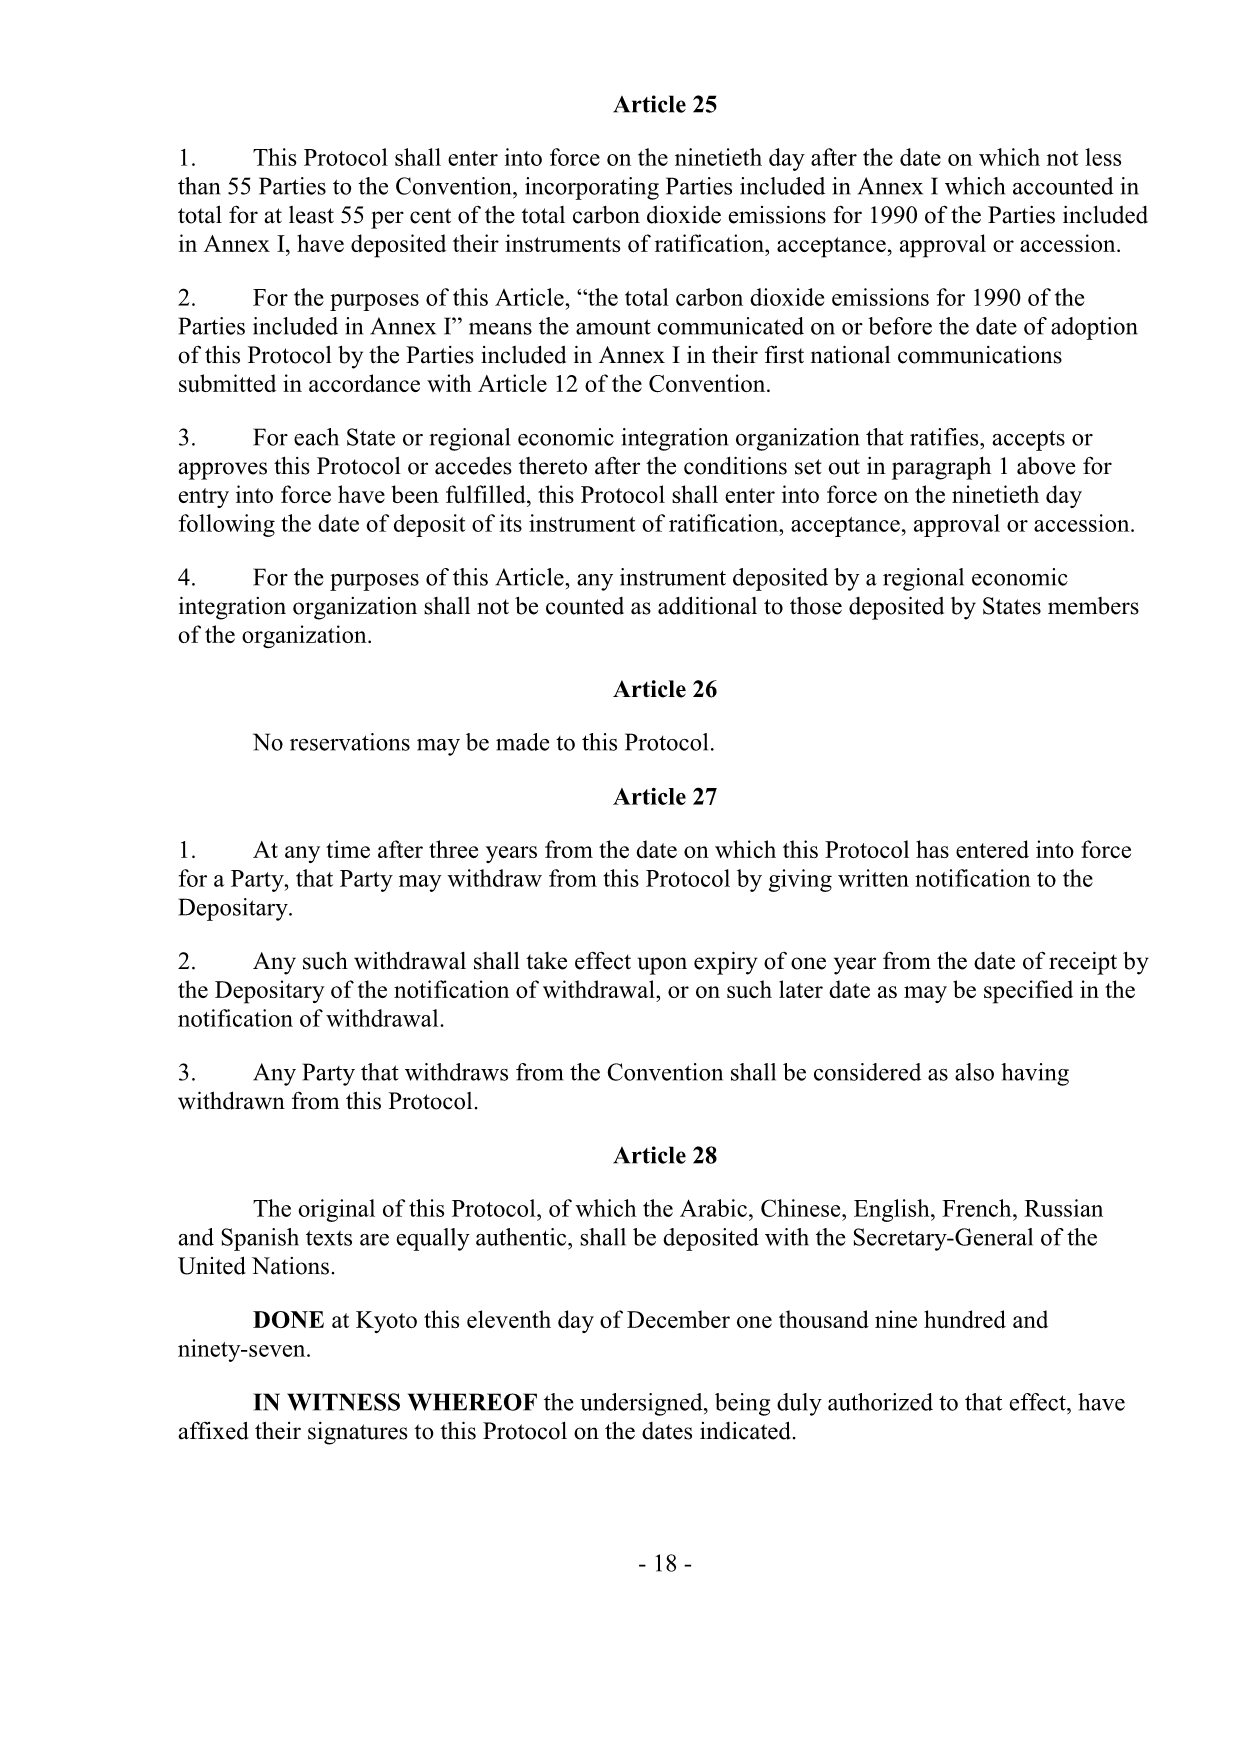 Article 25
1. This Protocol shall enter into force on the ninetieth day after the date on which not less
than 55 Parties to the Convention, incorporating Parties included in Annex I which accounted in
total for at least 55 per cent of the total carbon dioxide emissions for 1990 of the Parties included
in Annex I, have deposited their instruments of ratification, acceptance, approval or accession.
2. For the purposes of this Article, “the total carbon dioxide emissions for 1990 of the
Parties included in Annex I” means the amount communicated on or before the date of adoption
of this Protocol by the Parties included in Annex I in their first national communications
submitted in accordance with Article 12 of the Convention.
3. For each State or regional economic integration organization that ratifies, accepts or
approves this Protocol or accedes thereto after the conditions set out in paragraph 1 above for
entry into force have been fulfilled, this Protocol shall enter into force on the ninetieth day
following the date of deposit of its instrument of ratification, acceptance, approval or accession.
4. For the purposes of this Article, any instrument deposited by a regional economic
integration organization shall not be counted as additional to those deposited by States members
of the organization.
Article 26
No reservations may be made to this Protocol.
Article 27
1. At any time after three years from the date on which this Protocol has entered into force
for a Party, that Party may withdraw from this Protocol by giving written notification to the
Depositary.
2. Any such withdrawal shall take effect upon expiry of one year from the date of receipt by
the Depositary of the notification of withdrawal, or on such later date as may be specified in the
notification of withdrawal.
3. Any Party that withdraws from the Convention shall be considered as also having
withdrawn from this Protocol.
Article 28
The original of this Protocol, of which the Arabic, Chinese, English, French, Russian
and Spanish texts are equally authentic, shall be deposited with the Secretary-General of the
United Nations.
DONE at Kyoto this eleventh day of December one thousand nine hundred and
ninety-seven.
IN WITNESS WHEREOF the undersigned, being duly authorized to that effect, have
affixed their signatures to this Protocol on the dates indicated.
- 18 -